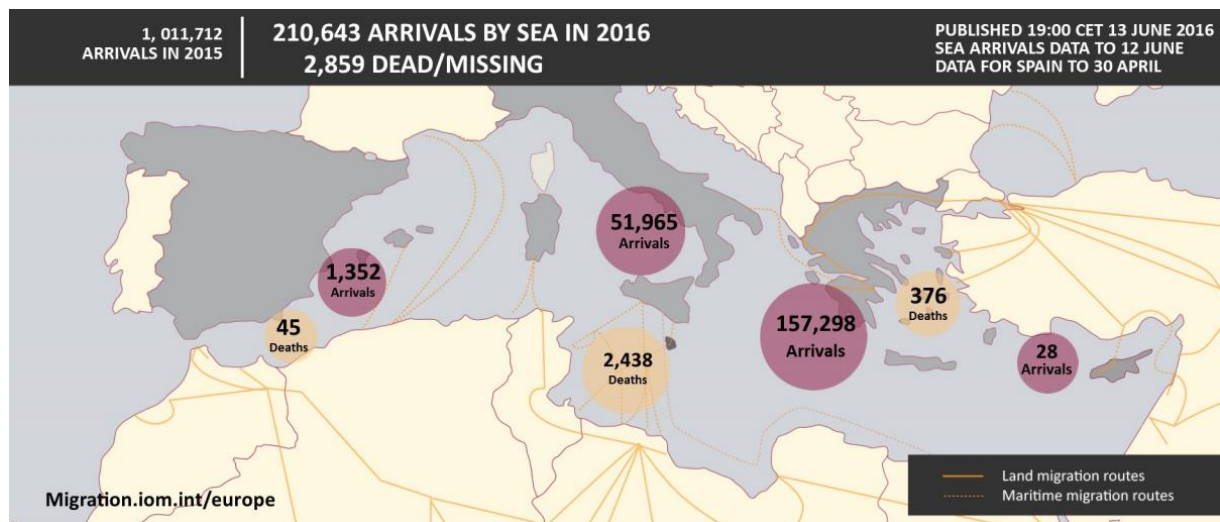 1, 011,712
ARRIVALS IN 2015
210,643 ARRIVALS BY SEA IN 2016
2,859 DEAD/MISSING
PUBLISHED 19:00 CET 13 JUNE 2016
SEA ARRIVALS DATA TO 12 JUNE
DATA FOR SPAIN TO 30 APRIL
1,352
Arrivals
45
Deaths
51,965
Arrivals
2,438
Deaths
157,298
Arrivals
376
Deaths
28
Arrivals
Land migration routes
Maritime migration routes
Migration.iom.int/europe